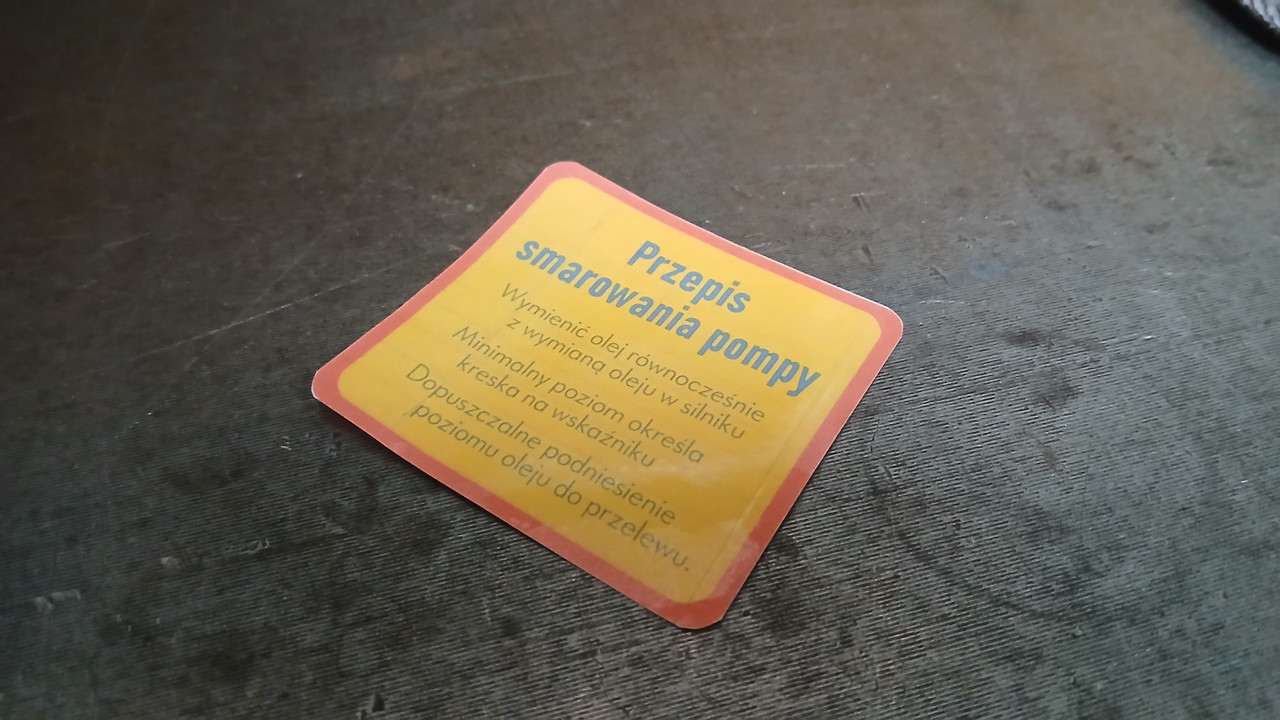 Przepis
smarowania pompy
Wymienić olej równocześnie
z wymianą oleju w silniku
Minimalny poziom określa
kreska na wskaźniku
Dopuszczalne podniesienie
poziomu oleju do przelewu.